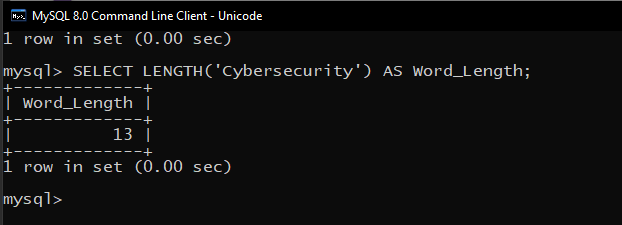 MySQL 8.0 Command Line Client - Unicode
1 row in set (0.00 sec)
mysql> SELECT LENGTH('Cybersecurity') AS Word_Length;
+-------------+
| Word_Length |
+-------------+
|          13 |
+-------------+
1 row in set (0.00 sec)
mysql>